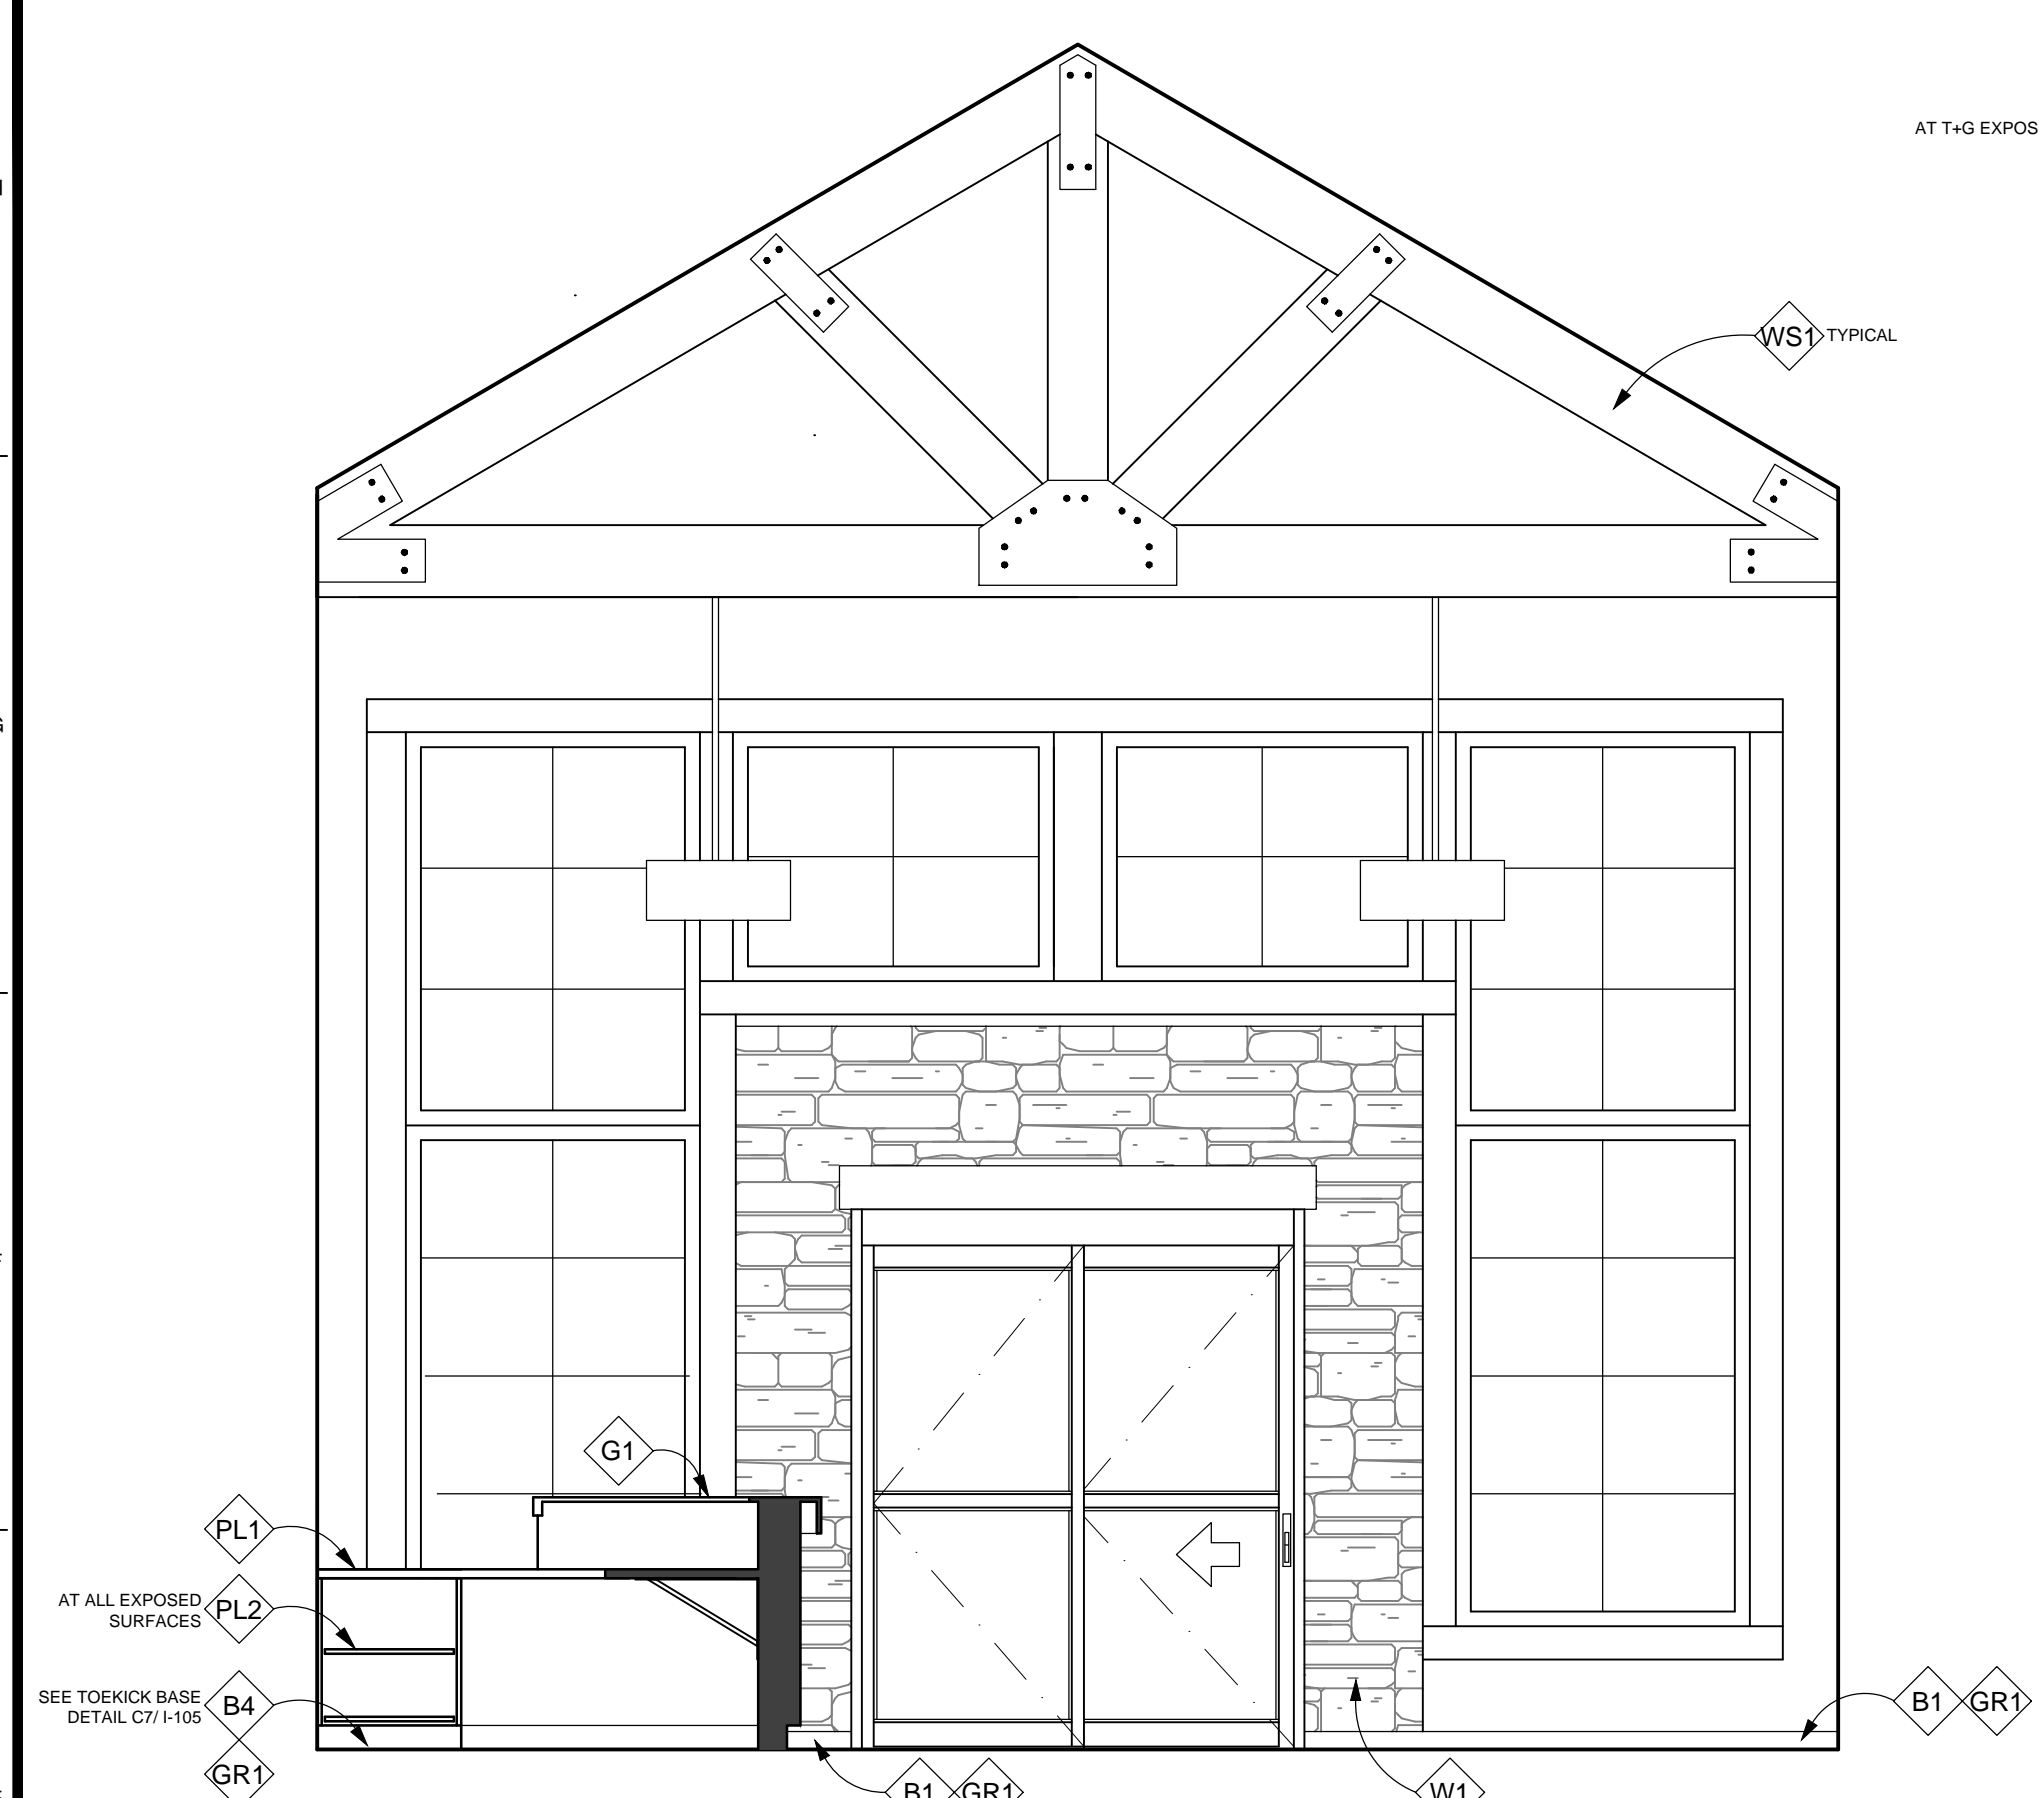 AT T+G EXPOS
WS1 TYPICAL
G1
PL1
AT ALL EXPOSED
SURFACES
PL2
SEE TOEKICK BASE
DETAIL C7/ I-105
B4
GR1
B1 GR1
B1 GR1
W1